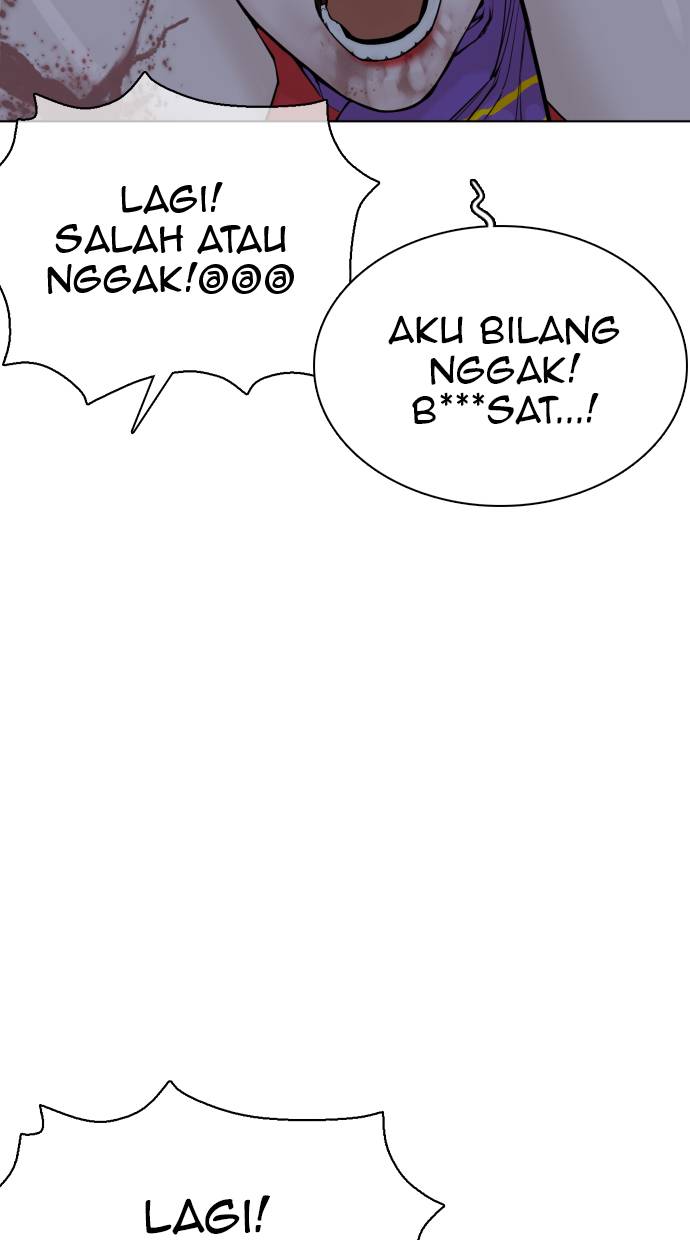 LAGI!
SALAH ATAU
NGGAK!@@@
AKU BILANG
NGGAK!
B***SAT...!
LAGI!